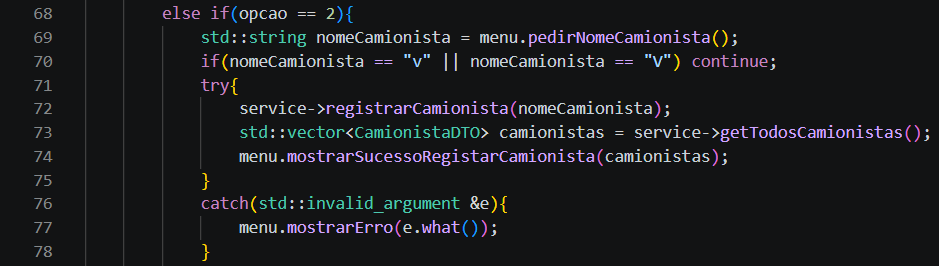 68 else if(opcao == 2){
69 std::string nomeCamionista = menu.pedirNomeCamionista();
70 if(nomeCamionista == "v" || nomeCamionista == "V") continue;
71 try{
72 service->registrarCamionista(nomeCamionista);
73 std::vector<CamionistaDTO> camionistas = service->getTodosCamionistas();
74 menu.mostrarSucessoRegistarCamionista(camionistas);
75 }
76 catch(std::invalid_argument &e){
77 menu.mostrarErro(e.what());
78 }